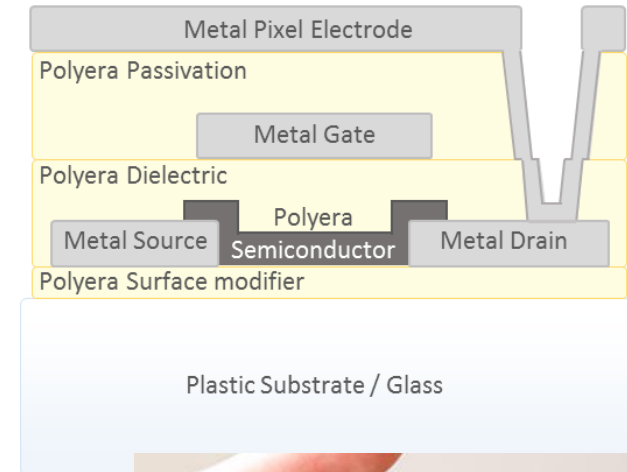 Metal Pixel Electrode
Polyera Passivation
Metal Gate
Polyera Dielectric
Polyera
Metal Source
Semiconductor
Metal Drain
Polyera Surface modifier
Plastic Substrate / Glass